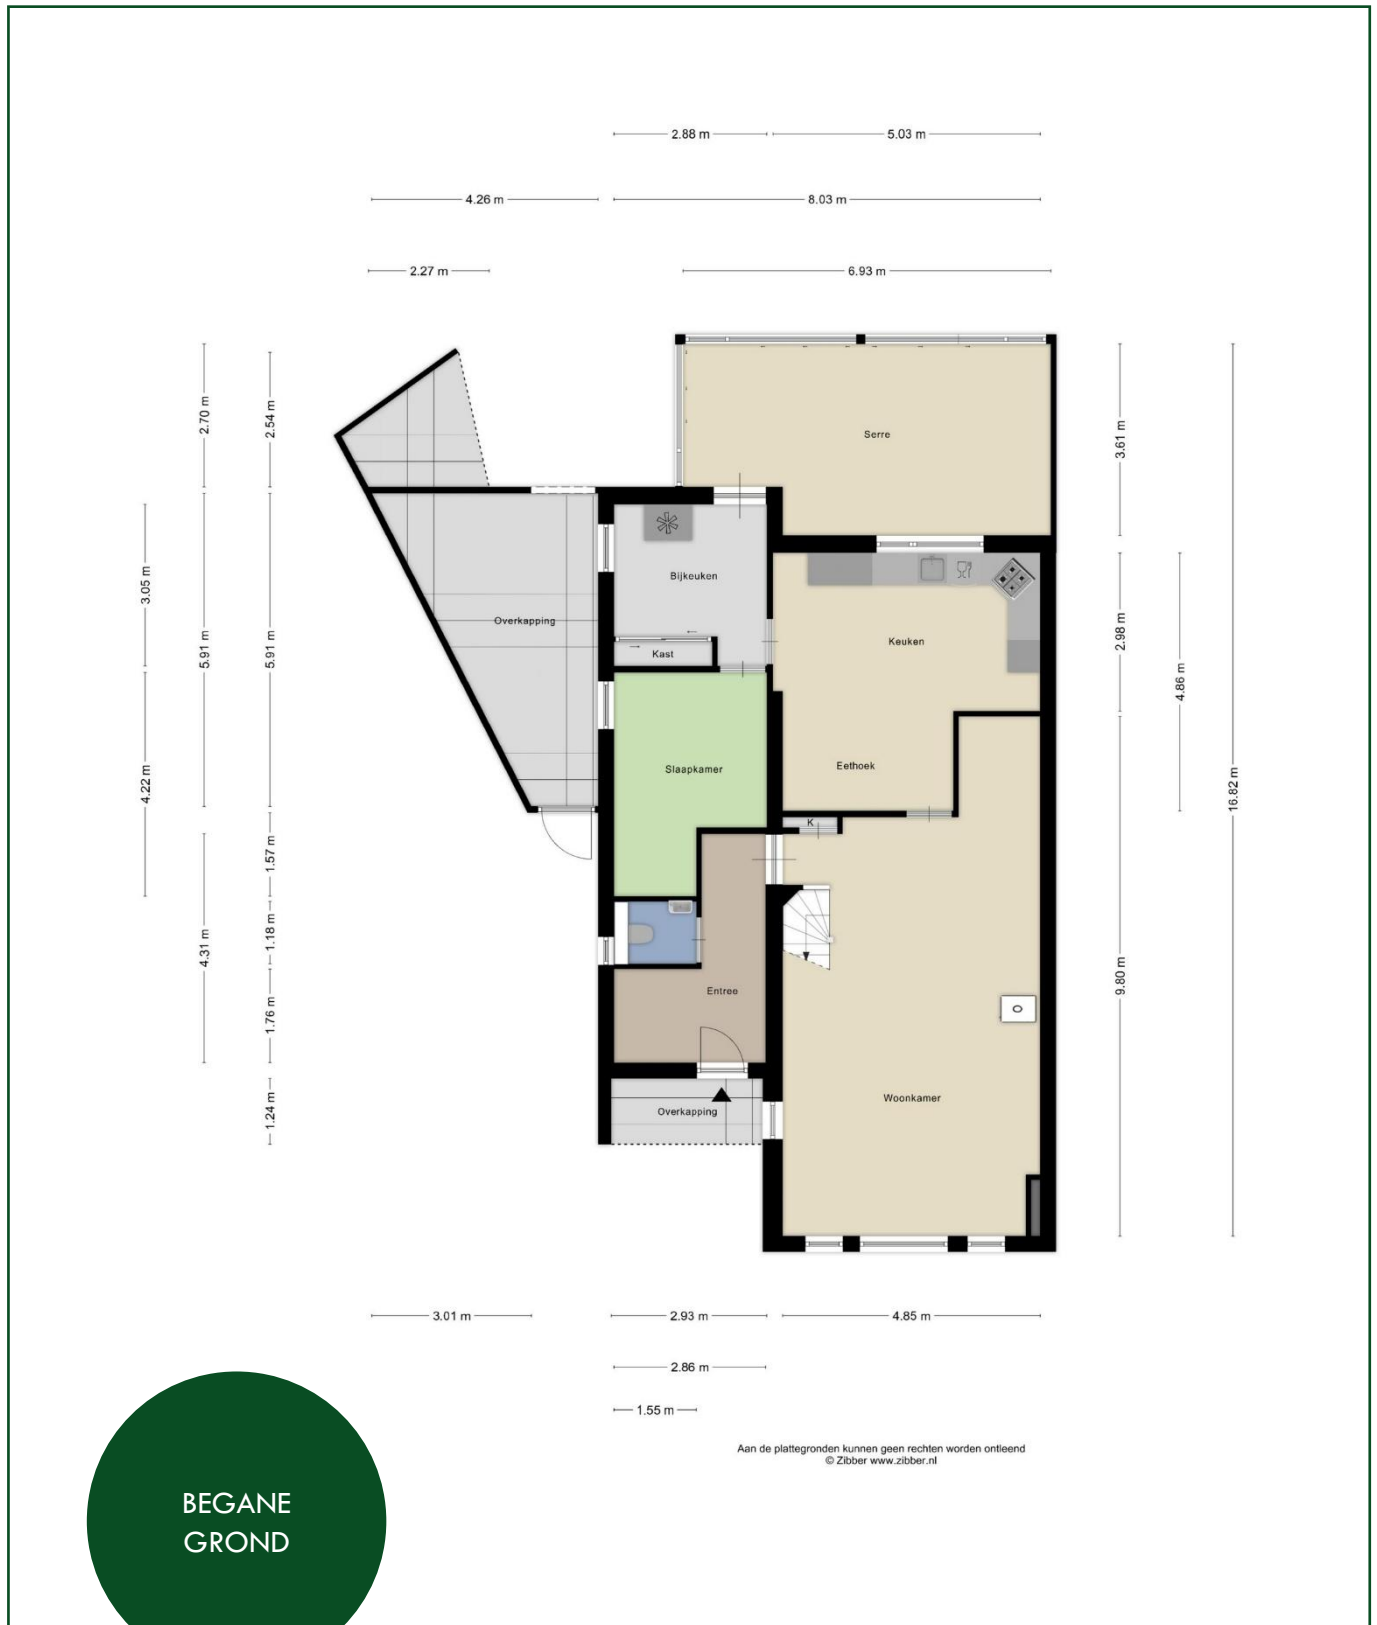 2.88 m
5.03 m
4.26 m
8.03 m
2.27 m
6.93 m
2.70 m
2.54 m
3.61 m
Serre
3.05 m
Bijkeuken
Overkapping
5.91 m
5.91 m
Keuken
2.98 m
Kast
4.86 m
4.22 m
Slaapkamer
Eethoek
16.82 m
K
1.57 m
1.18 m
4.31 m
9.80 m
Entree
1.76 m
Woonkamer
Overkapping
1.24 m
3.01 m
2.93 m
4.85 m
2.86 m
1.55 m
Aan de plattegronden kunnen geen rechten worden ontleend
© Zibber www.zibber.nl
BEGANE
GROND